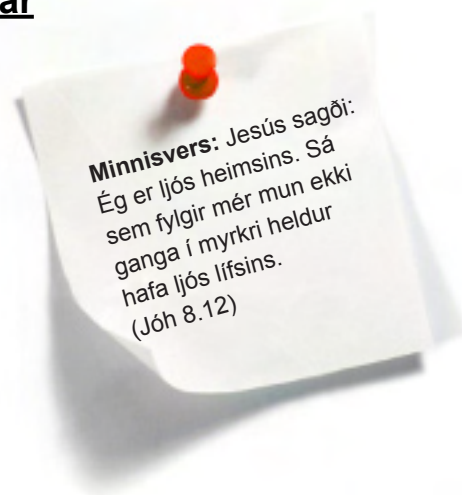 ar
Minnisvers: Jesús sagði:
Ég er ljós heimsins. Sá
sem fylgir mér mun ekki
ganga í myrkri heldur
hafa ljós lífsins.
(Jóh 8.12)